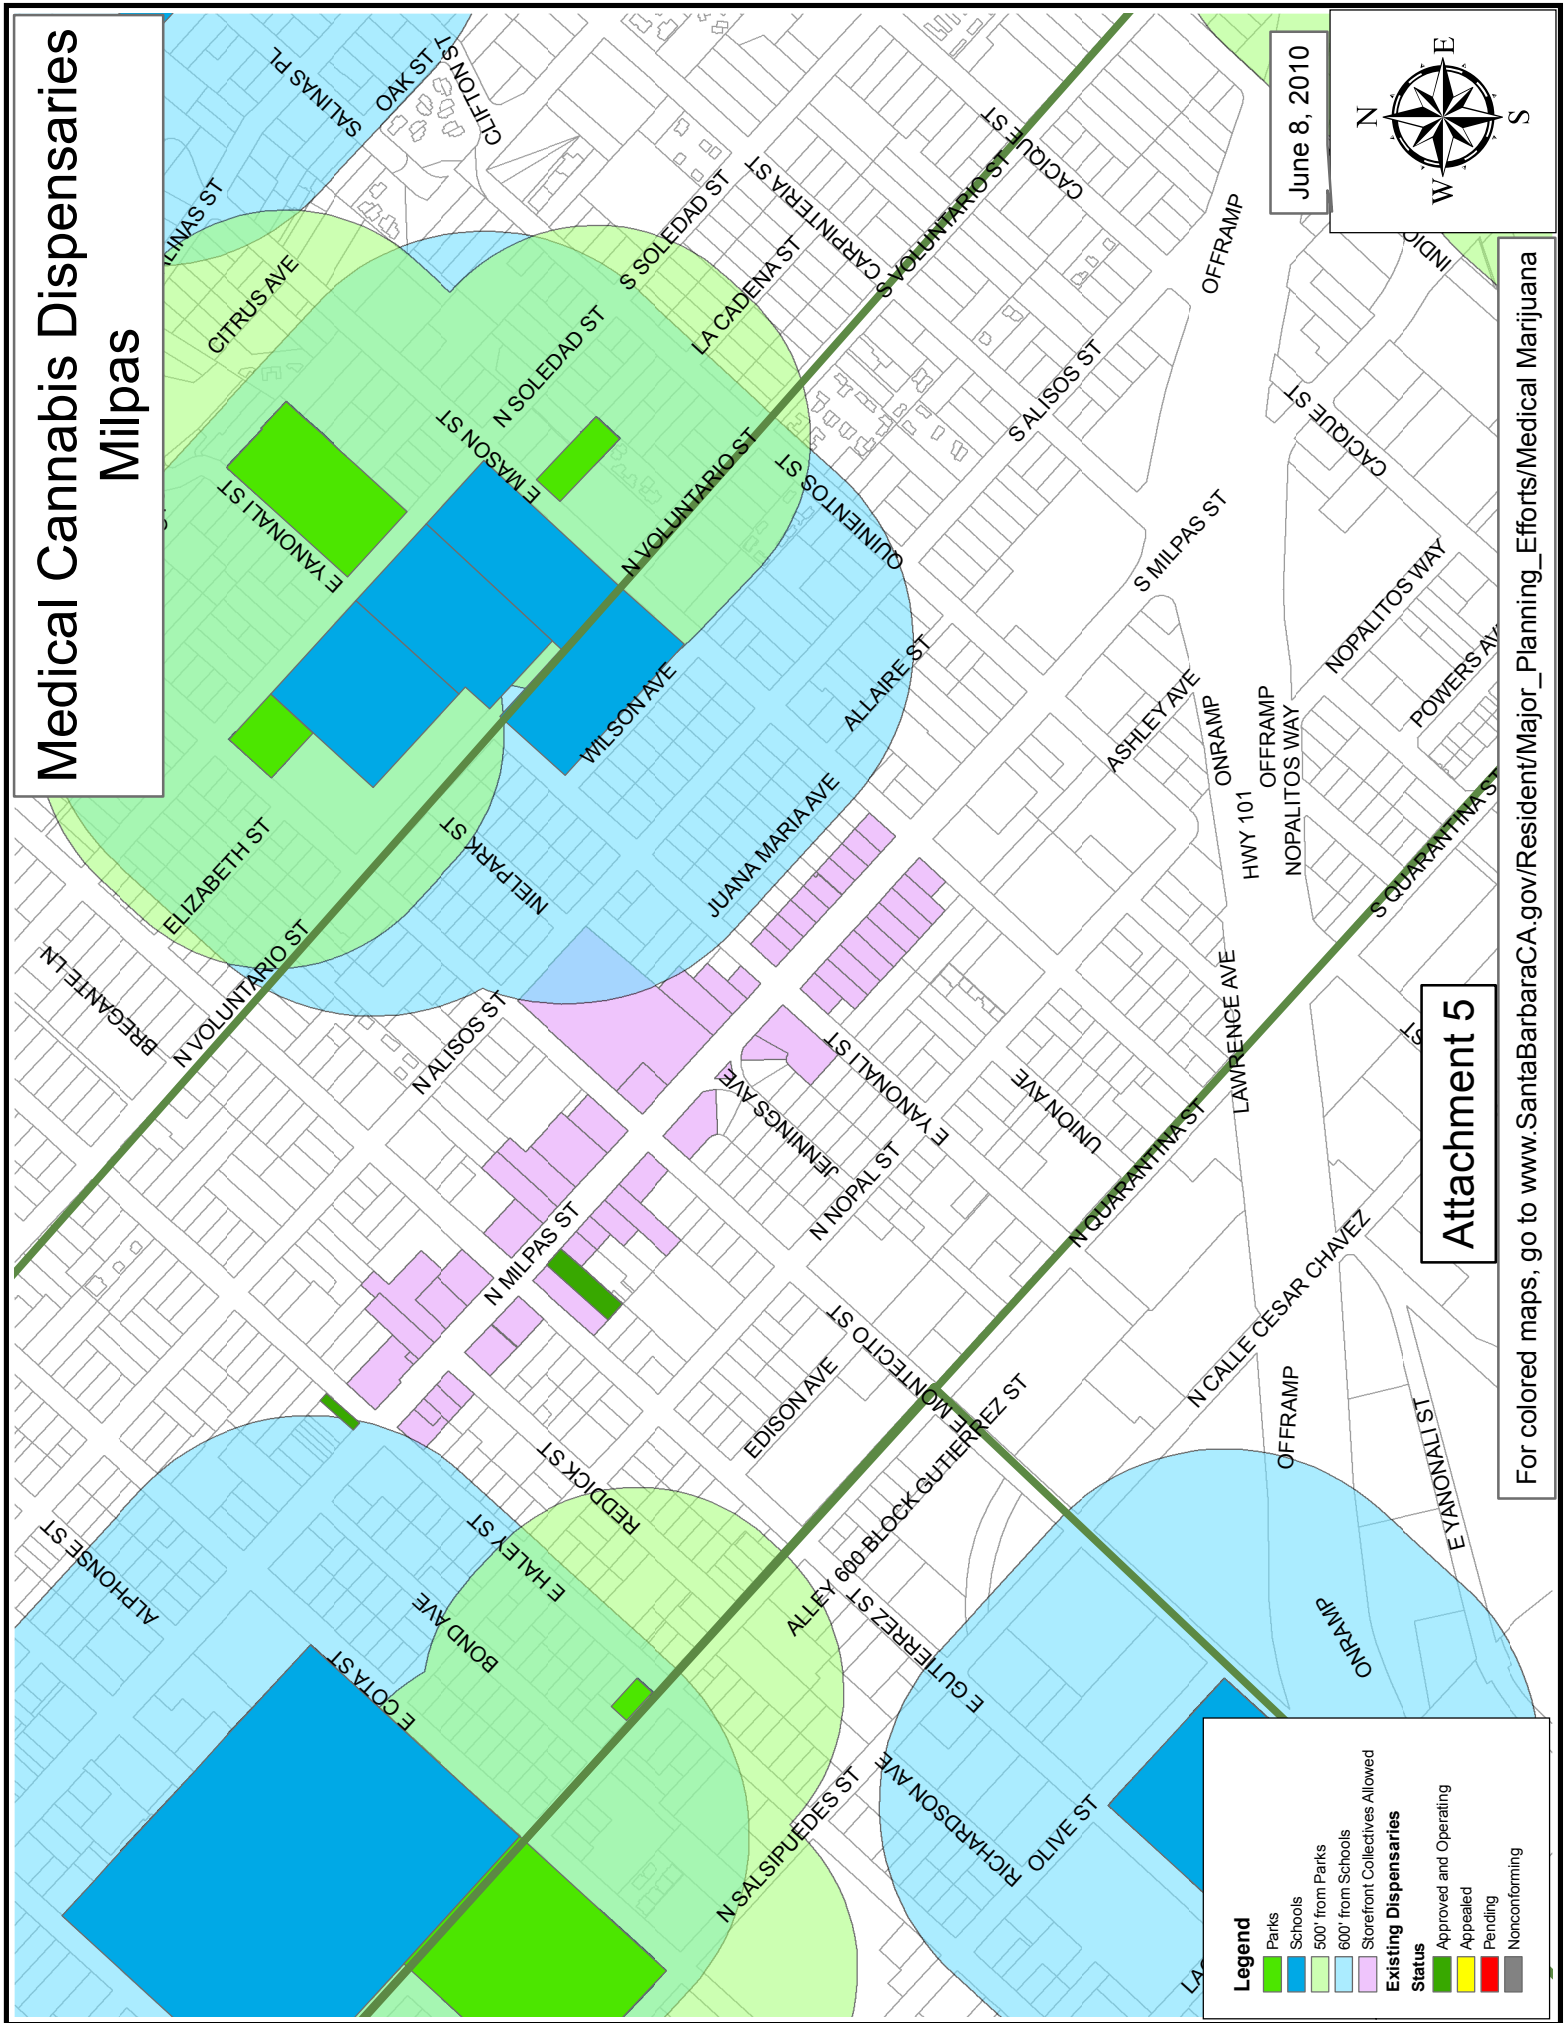 Medical Cannabis Dispensaries
Milpas
June 8, 2010
N
E
S
W
SALINAS PL
OAK ST
CLIFTON ST
LINAS ST
CITRUS AVE
S SOLEDAD ST
N SOLEDAD ST
LA CADENA ST
CARPINTERIA ST
CACIQUE ST
S VOLUNTARIO ST
OFFRAMP
INDIO
E MASON ST
E YANONALI ST
N VOLUNTARIO ST
QUINIENTOS ST
S ALISOS ST
CACIQUE ST
S MILPAS ST
NOPALITOS WAY
POWERS AV
WILSON AVE
ALLAIRE ST
ASHLEY AVE
ONRAMP
OFFRAMP
HWY 101
NOPALITOS WAY
S QUARANTINA ST
ELIZABETH ST
NIELPARK ST
JUANA MARIA AVE
BREGANTE LN
N VOLUNTARIO ST
N ALISOS ST
E YANONALI ST
JENNINGS AVE
UNION AVE
LAWRENCE AVE
ST
N NOPAL ST
N QUARANTINA ST
N MILPAS ST
N CALLE CESAR CHAVEZ
E MONTECITO ST
EDISON AVE
OFFRAMP
E YANONALI ST
REDDICK ST
E HALEY ST
ALLEY 600 BLOCK GUTIERREZ ST
ALPHONSE ST
BOND AVE
E COTA ST
E GUTIERREZ ST
ONRAMP
N SALSIPUEDES ST
RICHARDSON AVE
OLIVE ST
LAG
Attachment 5
For colored maps, go to www.SantaBarbaraCA.gov/Resident/Major_Planning_Efforts/Medical Marijuana
Legend
Parks
Schools
500' from Parks
600' from Schools
Storefront Collectives Allowed
Existing Dispensaries
Status
Approved and Operating
Appealed
Pending
Nonconforming